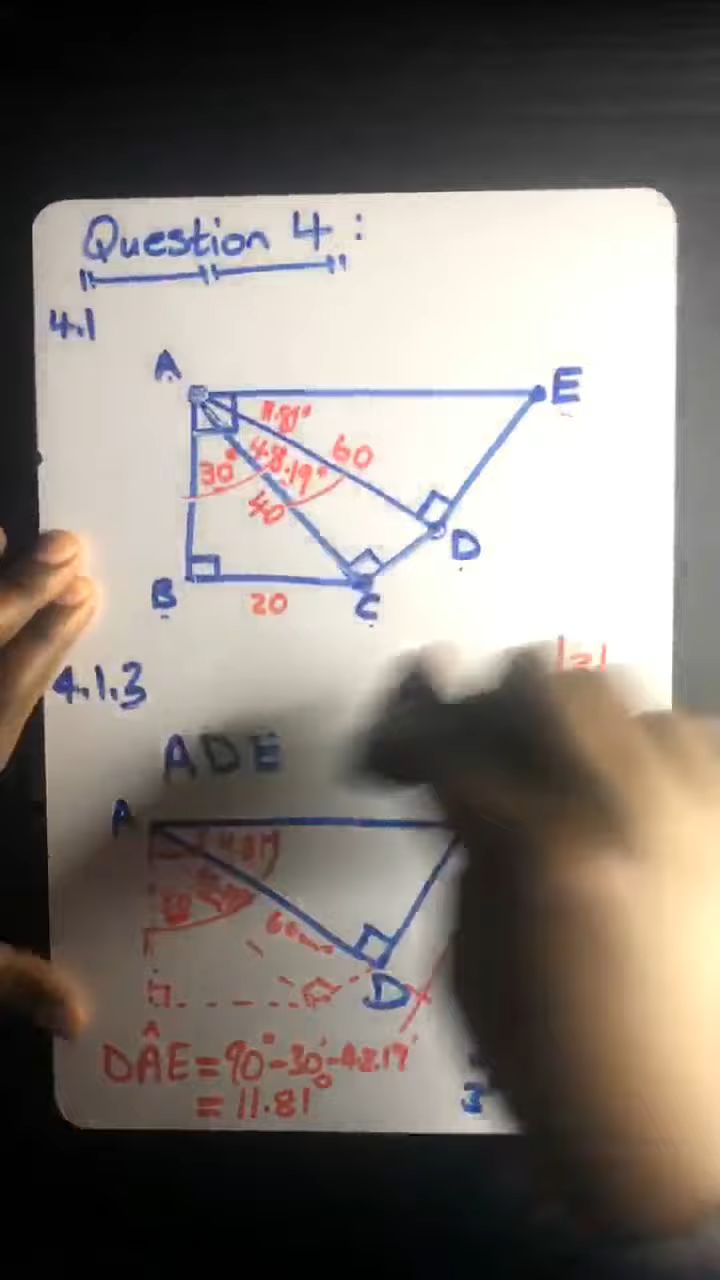 Question 4:
4.1
A
E
11.81°
30°
48.19°
60
40
D
B
20
C
4.1.3
ADE
A
60
D
DÂE = 90° - 30° - 48.19°
= 11.81°